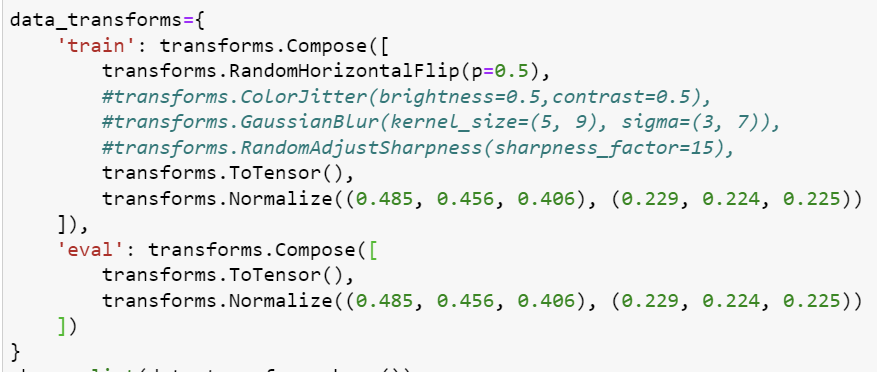 data_transforms={
    'train': transforms.Compose([
        transforms.RandomHorizontalFlip(p=0.5),
        #transforms.ColorJitter(brightness=0.5,contrast=0.5),
        #transforms.GaussianBlur(kernel_size=(5, 9), sigma=(3, 7)),
        #transforms.RandomAdjustSharpness(sharpness_factor=15),
        transforms.ToTensor(),
        transforms.Normalize((0.485, 0.456, 0.406), (0.229, 0.224, 0.225))
    ]),
    'eval': transforms.Compose([
        transforms.ToTensor(),
        transforms.Normalize((0.485, 0.456, 0.406), (0.229, 0.224, 0.225))
    ])
}